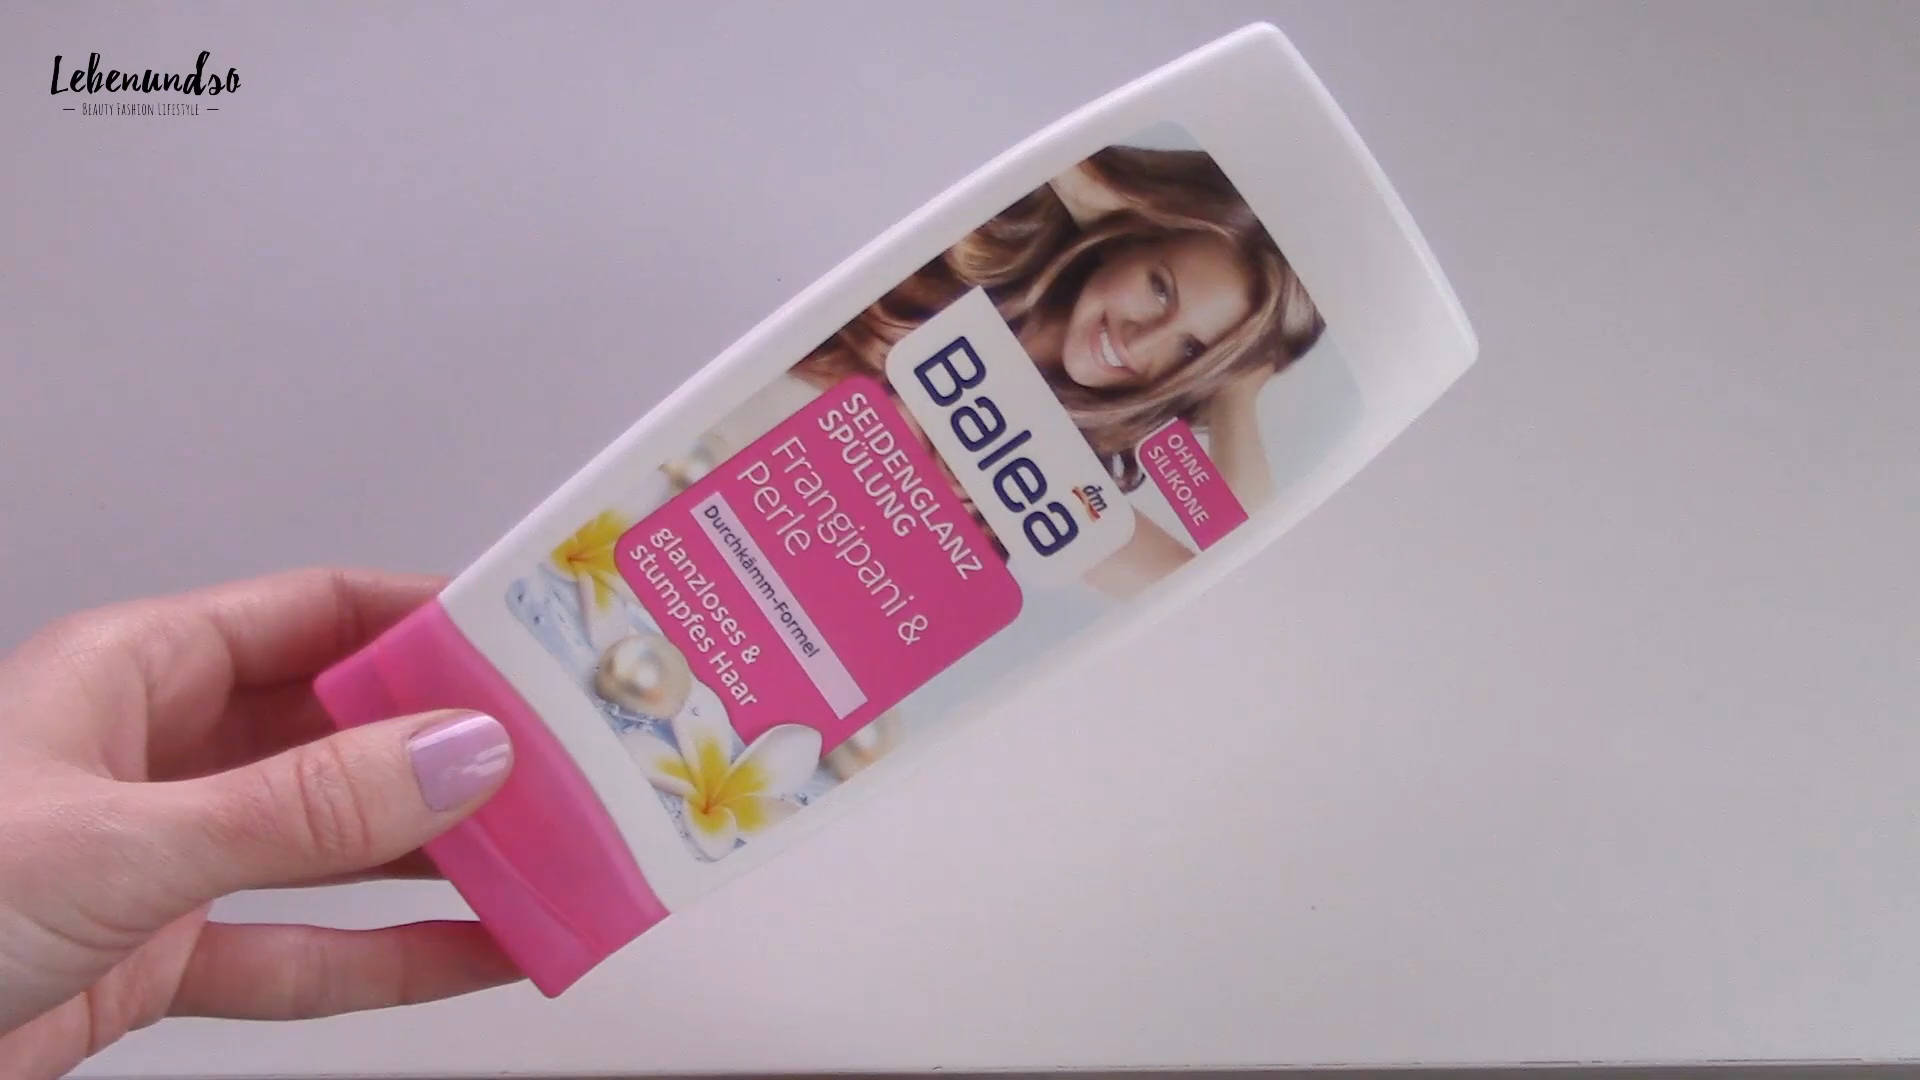 Lebenundso
BEAUTY FASHION LIFESTYLE
Balea
dm
OHNE
SILIKONE
SEIDENGLANZ
SPÜLUNG
Frangipani &
Perle
Durchkämm-Formel
glanzloses &
stumpfes Haar